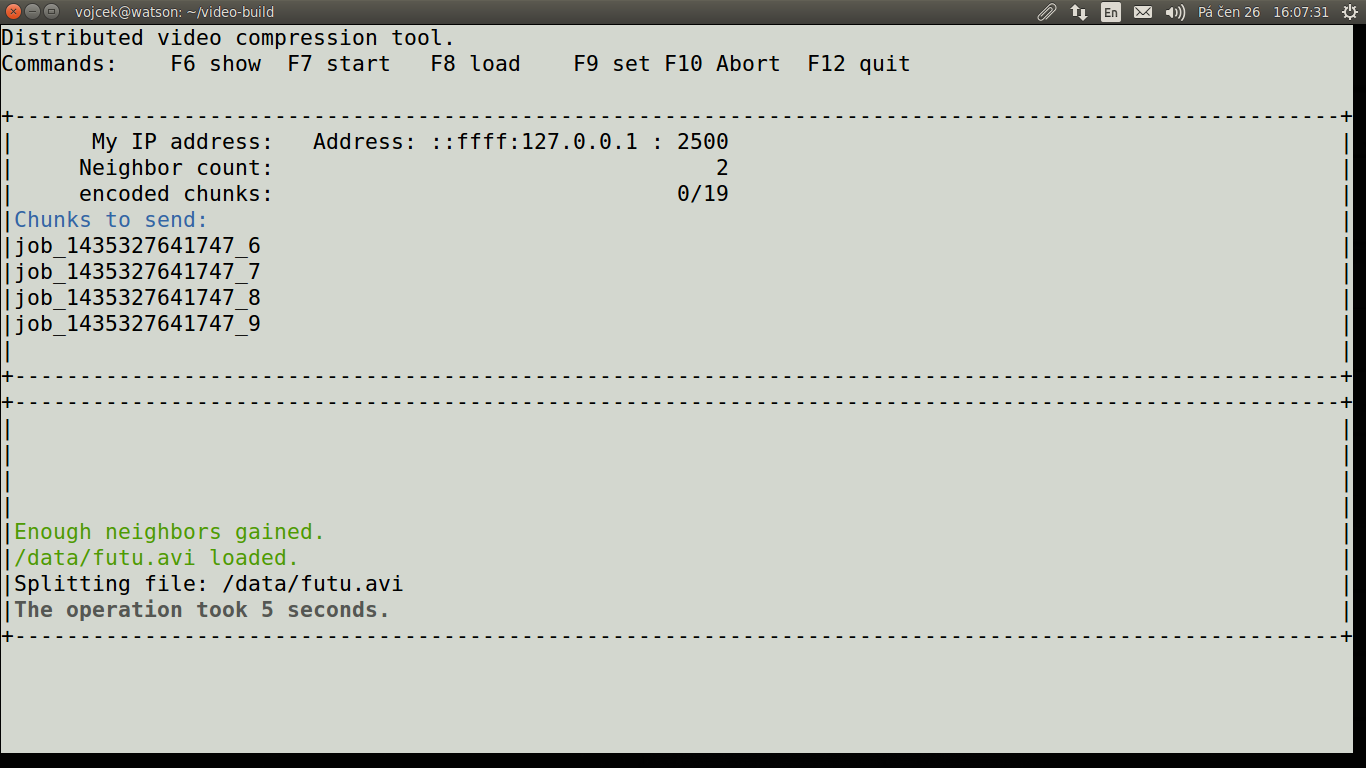 vojcek@watson: ~/video-build En Pá čen 26 16:07:31
Distributed video compression tool.
Commands: F6 show F7 start F8 load F9 set F10 Abort F12 quit
My IP address: Address: ::ffff:127.0.0.1 : 2500
Neighbor count: 2
encoded chunks: 0/19
Chunks to send:
job_1435327641747_6
job_1435327641747_7
job_1435327641747_8
job_1435327641747_9
Enough neighbors gained.
/data/futu.avi loaded.
Splitting file: /data/futu.avi
The operation took 5 seconds.